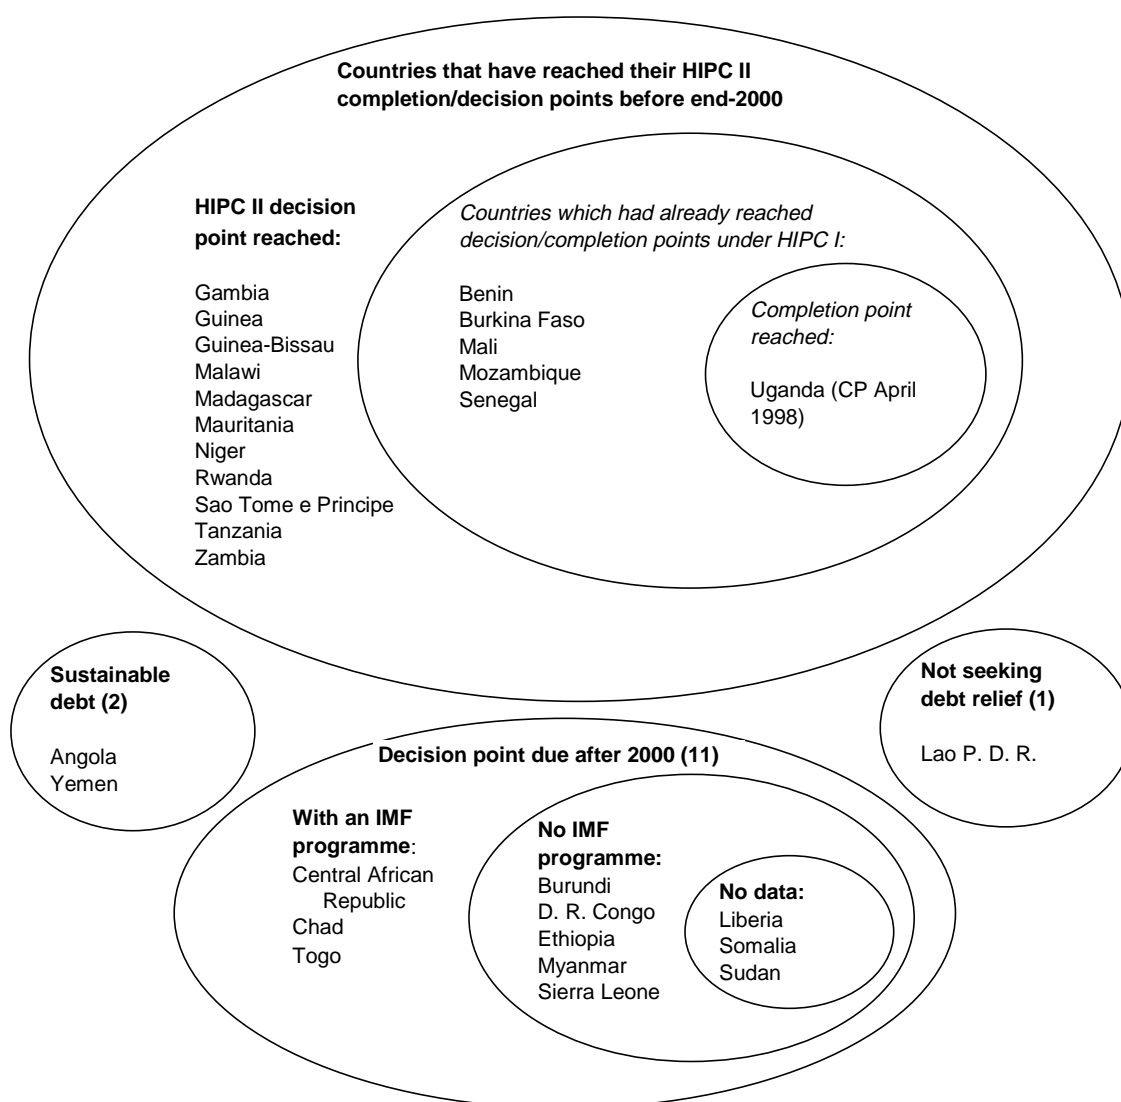 Countries that have reached their HIPC II
completion/decision points before end-2000
HIPC II decision
point reached:
Gambia
Guinea
Guinea-Bissau
Malawi
Madagascar
Mauritania
Niger
Rwanda
Sao Tome e Principe
Tanzania
Zambia
Countries which had already reached
decision/completion points under HIPC I:
Benin
Burkina Faso
Mali
Mozambique
Senegal
Completion point
reached:
Uganda (CP April
1998)
Sustainable
debt (2)
Angola
Yemen
Not seeking
debt relief (1)
Lao P. D. R.
Decision point due after 2000 (11)
With an IMF
programme:
Central African
Republic
Chad
Togo
No IMF
programme:
Burundi
D. R. Congo
Ethiopia
Myanmar
Sierra Leone
No data:
Liberia
Somalia
Sudan